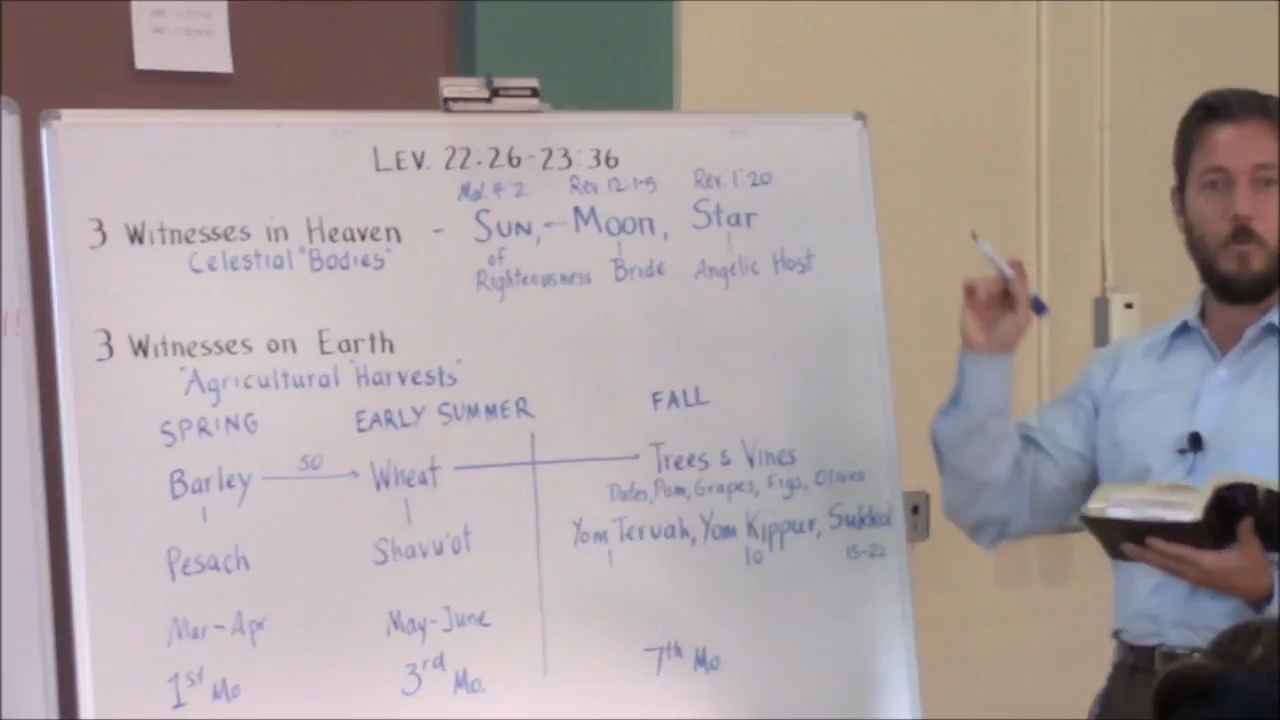 LEV. 22:26-23:36
Mal. 4:2 Rev. 12:1-5 Rev. 1:20
3 Witnesses in Heaven - Sun, - Moon, Star
Celestial "Bodies" of
Righteousness Bride Angelic Host
3 Witnesses on Earth
"Agricultural "Harvests"
SPRING EARLY SUMMER FALL
Barley 50 Wheat Trees & Vines
Dates, Pom, Grapes, Figs, Olives
Pesach Shavu'ot Yom Teruah, Yom Kippur, Sukkot
1 10 15-22
Mar-Apr. May-June
1st Mo 3rd Mo. 7th Mo